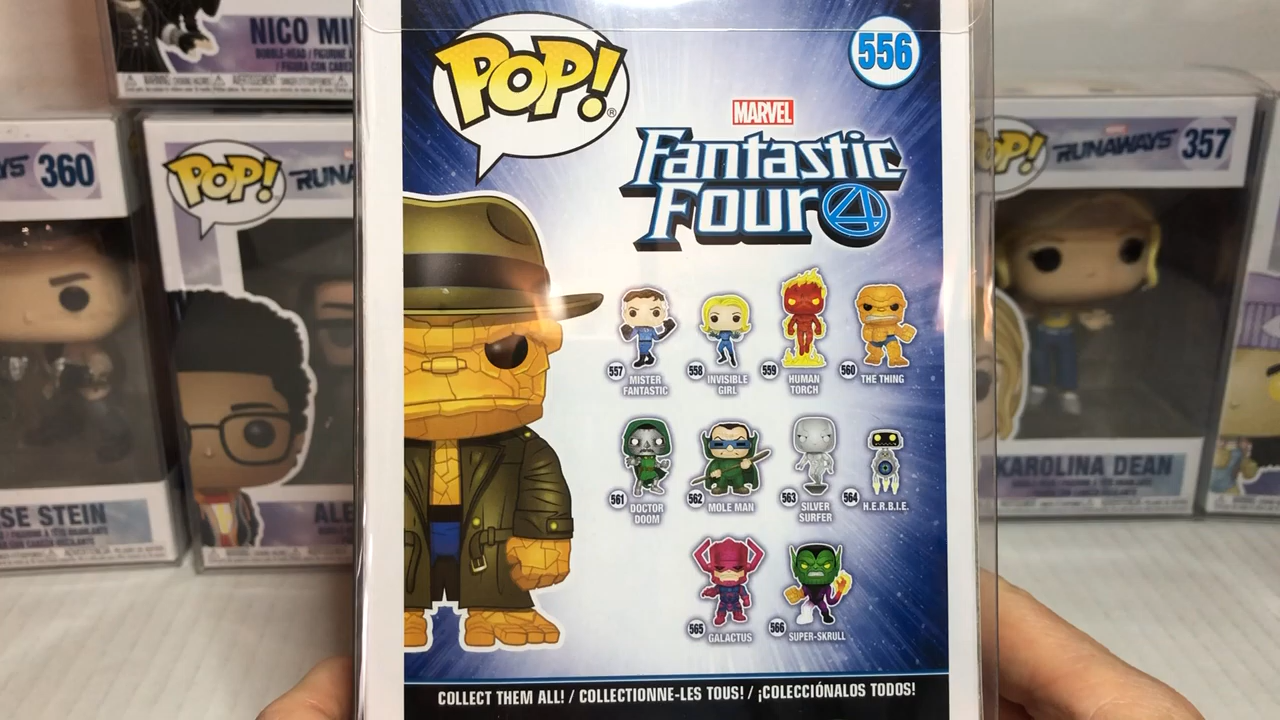 NICO MI
POP!
®
556
MARVEL
Fantastic
Four 4
557 MISTER
FANTASTIC
558 INVISIBLE
GIRL
559 HUMAN
TORCH
560 THE THING
561 DOCTOR
DOOM
562 MOLE MAN
563 SILVER
SURFER
564 H.E.R.B.I.E.
565 GALACTUS
566 SUPER-SKRULL
COLLECT THEM ALL! / COLLECTIONNE-LES TOUS! / ¡COLECCIÓNALOS TODOS!
YS 360
SE STEIN
POP! RUNA
ALE
OP! RUNAWAYS 357
KAROLINA DEAN